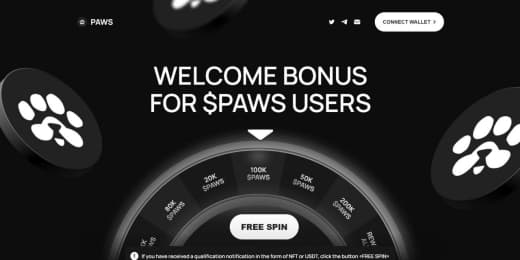 PAWS
CONNECT WALLET
WELCOME BONUS
FOR $PAWS USERS
80K
$PAWS
20K
$PAWS
100K
$PAWS
50K
$PAWS
200K
$PAWS
FREE SPIN
If you have received a qualification notification in the form of NFT or USDT, click the button «FREE SPIN»